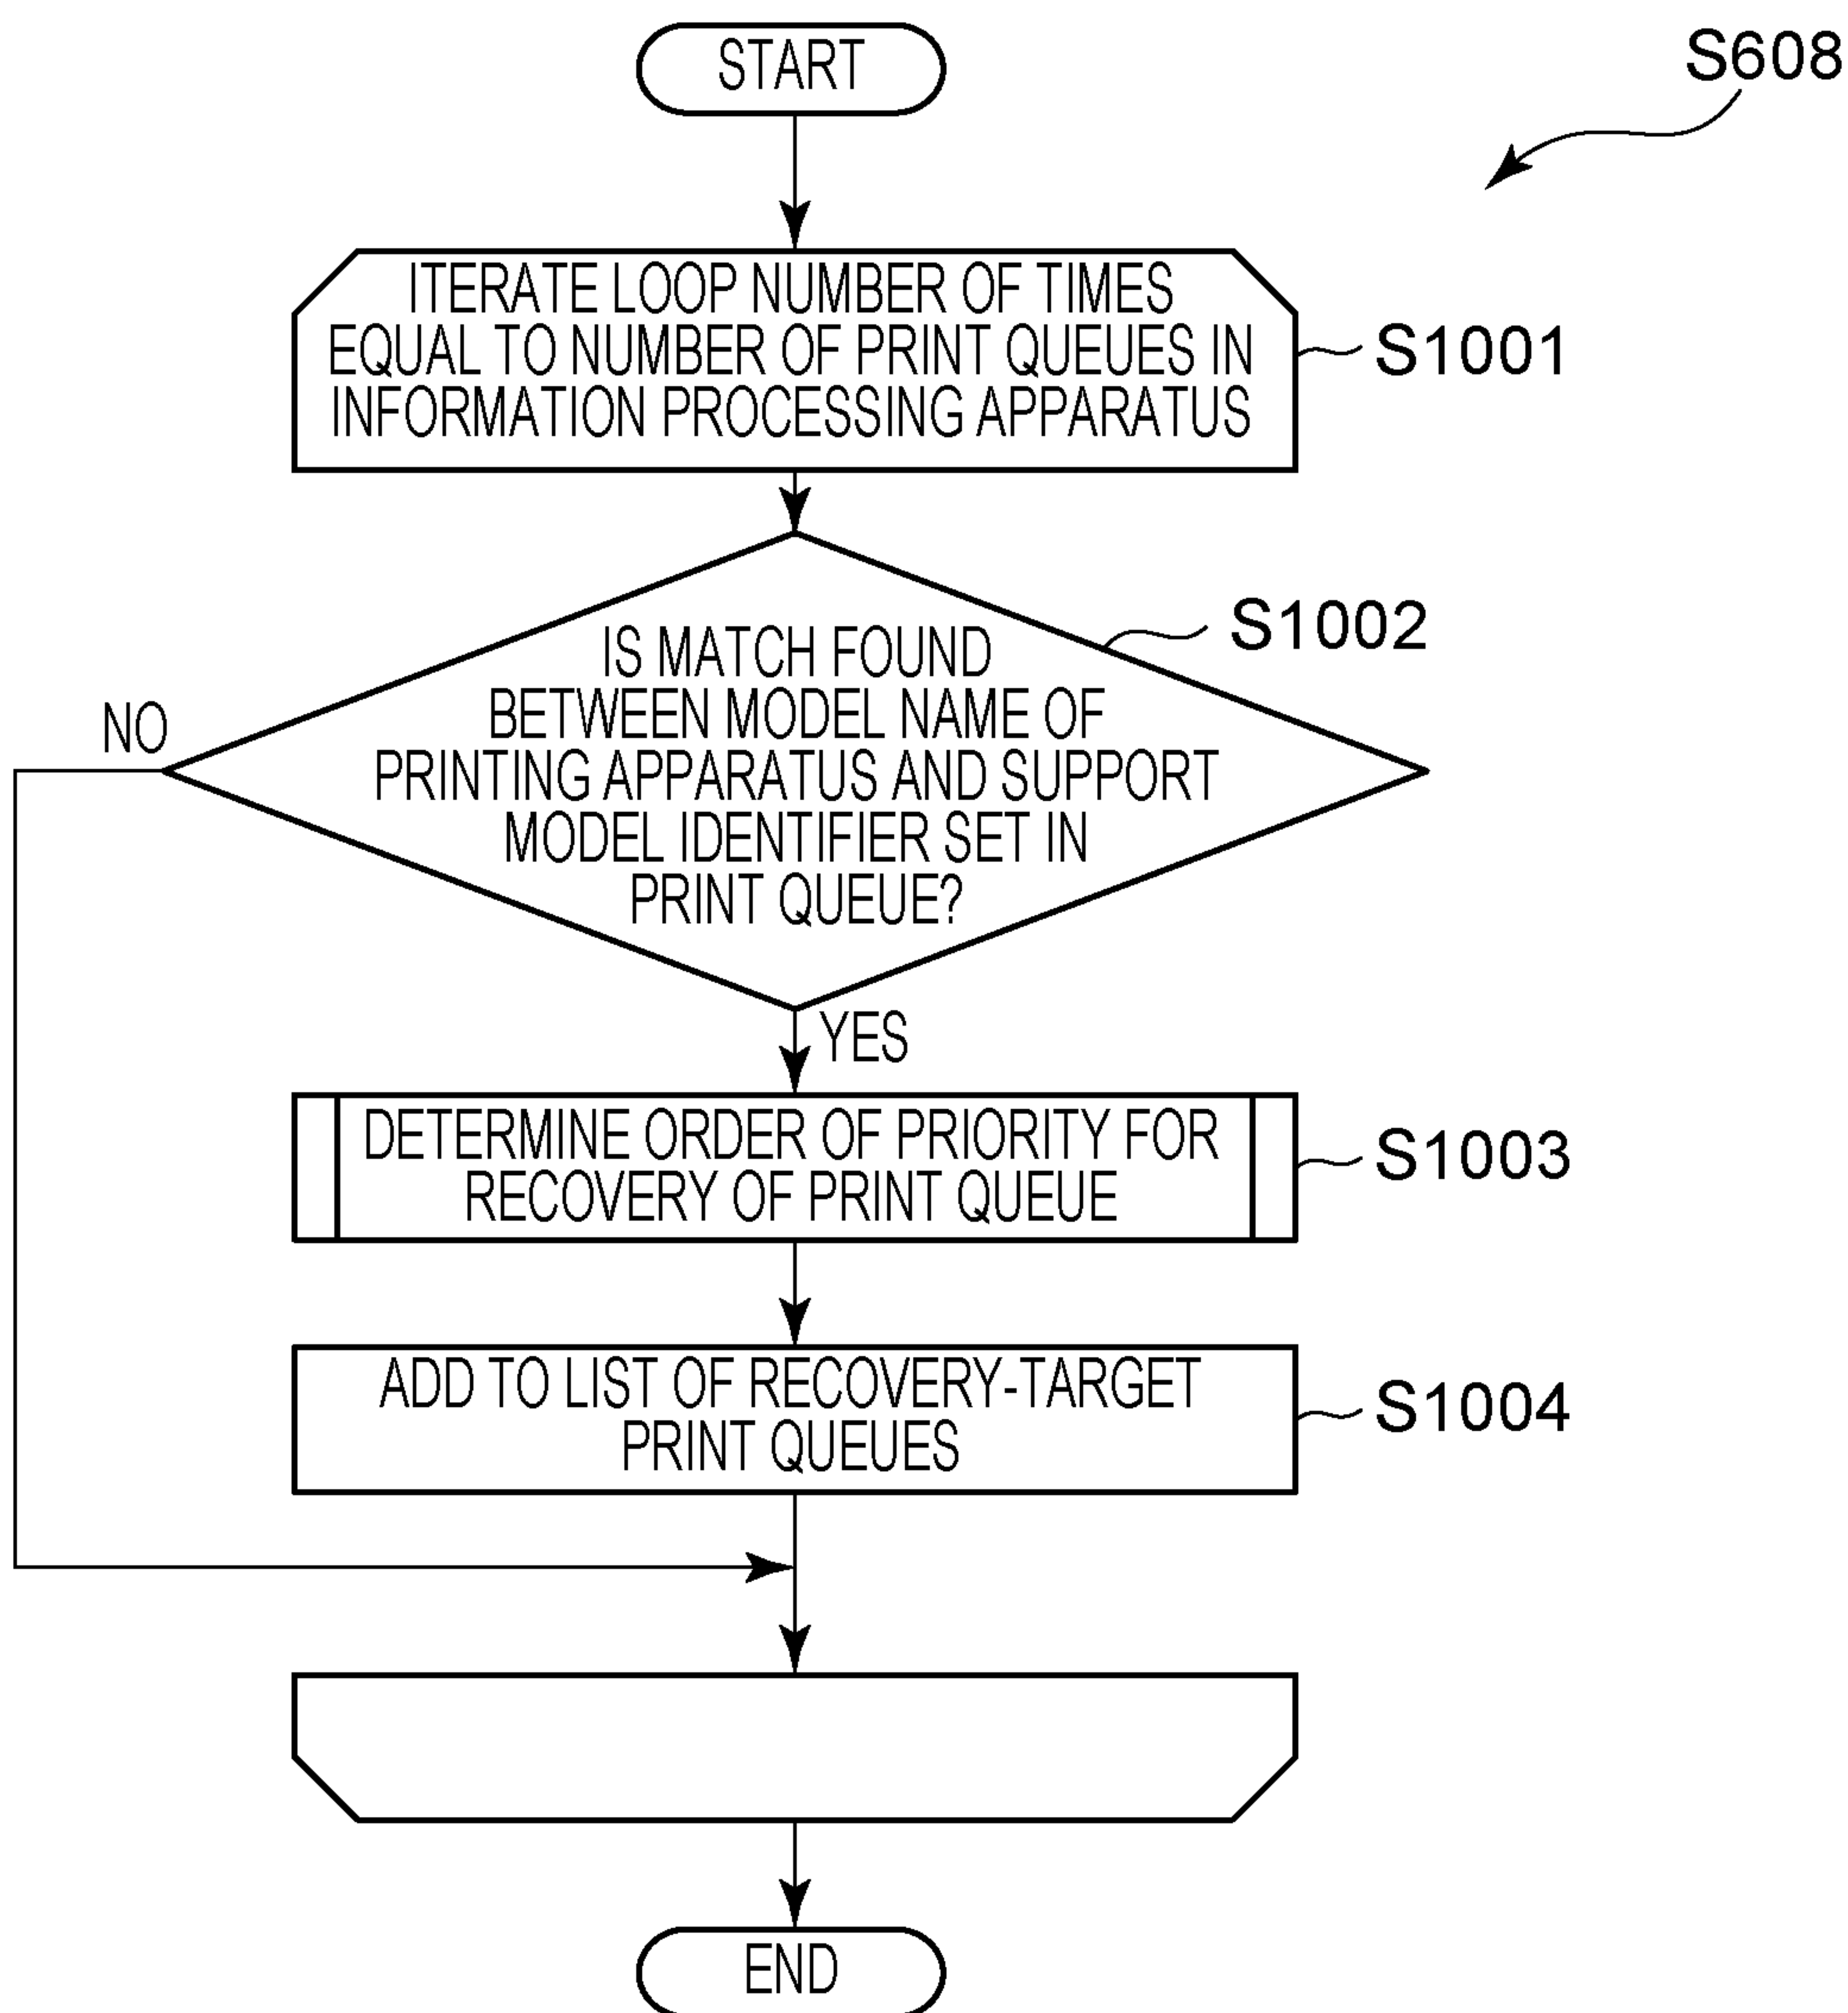 START
S608
ITERATE LOOP NUMBER OF TIMES
EQUAL TO NUMBER OF PRINT QUEUES IN
INFORMATION PROCESSING APPARATUS
S1001
S1002
IS MATCH FOUND
BETWEEN MODEL NAME OF
PRINTING APPARATUS AND SUPPORT
MODEL IDENTIFIER SET IN
PRINT QUEUE?
NO
YES
DETERMINE ORDER OF PRIORITY FOR
RECOVERY OF PRINT QUEUE
S1003
ADD TO LIST OF RECOVERY-TARGET
PRINT QUEUES
S1004
END